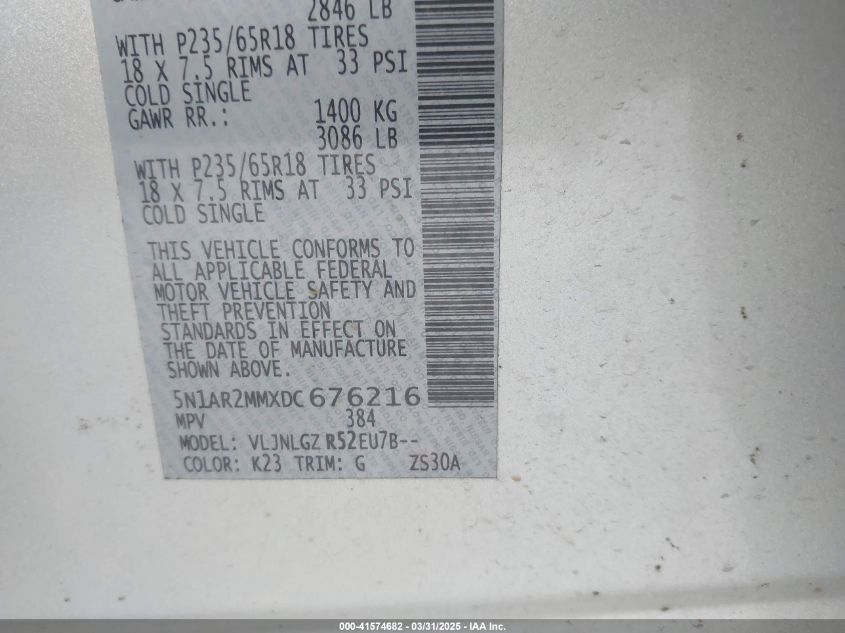 2846 LB
WITH P235/65R18 TIRES
18 X 7.5 RIMS AT 33 PSI
COLD SINGLE
GAWR RR.: 1400 KG
3086 LB
WITH P235/65R18 TIRES
18 X 7.5 RIMS AT 33 PSI
COLD SINGLE
THIS VEHICLE CONFORMS TO
ALL APPLICABLE FEDERAL
MOTOR VEHICLE SAFETY AND
THEFT PREVENTION
STANDARDS IN EFFECT ON
THE DATE OF MANUFACTURE
SHOWN ABOVE.
5N1AR2MMXDC676216
MPV 384
MODEL: VLJNLGZ R52EU7B--
COLOR: K23 TRIM: G ZS30A
000-41574682 - 03/31/2025 - IAA Inc.